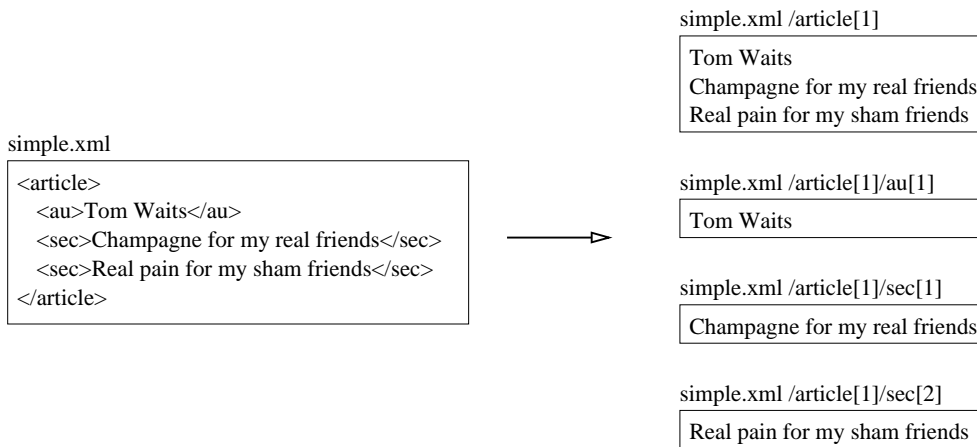 simple.xml
<article>
<au>Tom Waits</au>
<sec>Champagne for my real friends</sec>
<sec>Real pain for my sham friends</sec>
</article>
simple.xml /article[1]
Tom Waits
Champagne for my real friends
Real pain for my sham friends
simple.xml /article[1]/au[1]
Tom Waits
simple.xml /article[1]/sec[1]
Champagne for my real friends
simple.xml /article[1]/sec[2]
Real pain for my sham friends